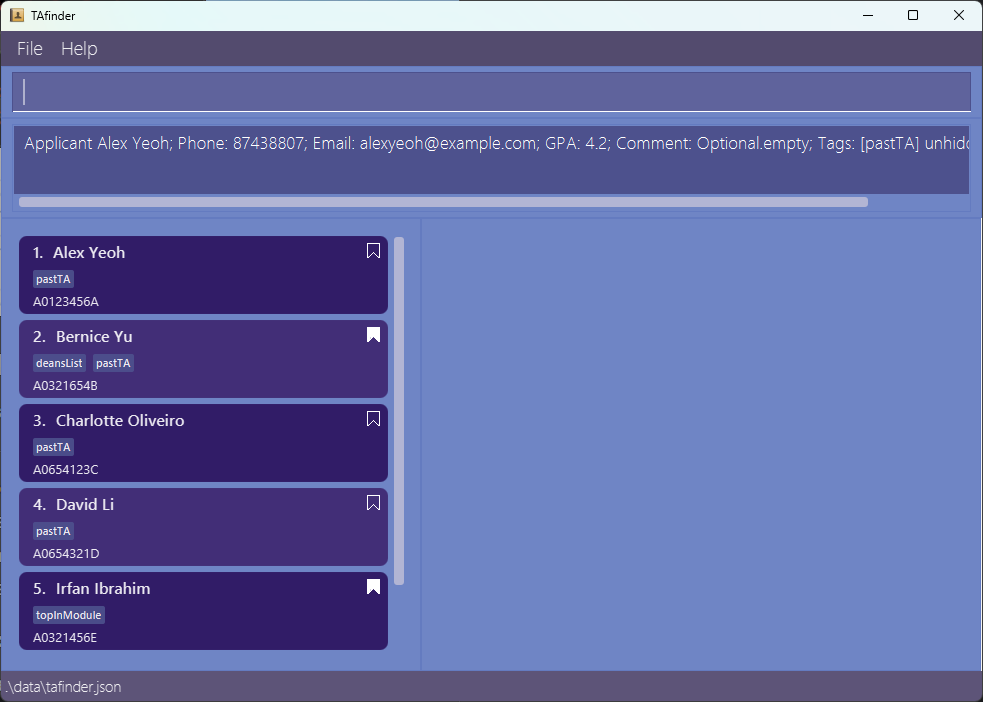 TAfinder
File Help
Applicant Alex Yeoh; Phone: 87438807; Email: alexyeoh@example.com; GPA: 4.2; Comment: Optional.empty; Tags: [pastTA]
1. Alex Yeoh
pastTA
A0123456A
2. Bernice Yu
deansList pastTA
A0321654B
3. Charlotte Oliveiro
pastTA
A0654123C
4. David Li
pastTA
A0654321D
5. Irfan Ibrahim
topInModule
A0321456E
.\data\tafinder.json